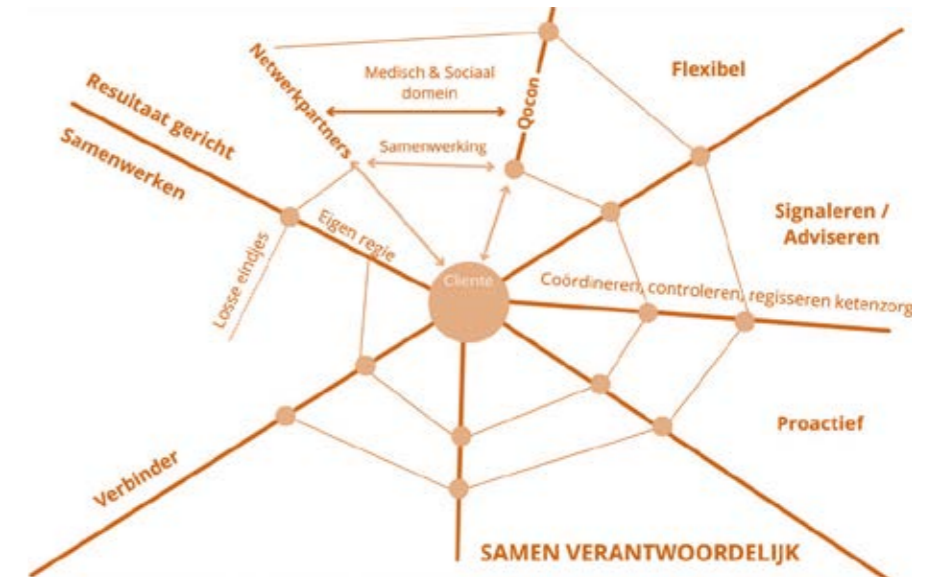 Netwerkpartners
Medisch & Sociaal
domein
Qocon
Flexibel
Resultaat gericht
Samenwerken
Samenwerking
Eigen regie
Losse eindjes
Cliënte
Signaleren /
Adviseren
Coördineren, controleren, regisseren ketenzorg
Proactief
Verbinder
SAMEN VERANTWOORDELIJK